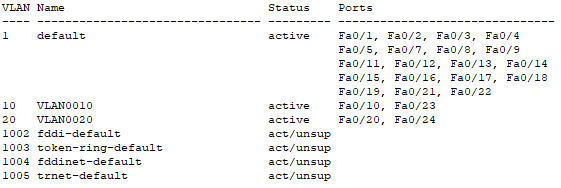 VLAN Name                             Status    Ports
---- -------------------------------- --------- -------------------------------
1    default                          active    Fa0/1, Fa0/2, Fa0/3, Fa0/4
                                                Fa0/5, Fa0/7, Fa0/8, Fa0/9
                                                Fa0/11, Fa0/12, Fa0/13, Fa0/14
                                                Fa0/15, Fa0/16, Fa0/17, Fa0/18
                                                Fa0/19, Fa0/21, Fa0/22
10   VLAN0010                         active    Fa0/10, Fa0/23
20   VLAN0020                         active    Fa0/20, Fa0/24
1002 fddi-default                     act/unsup
1003 token-ring-default               act/unsup
1004 fddinet-default                  act/unsup
1005 trnet-default                    act/unsup